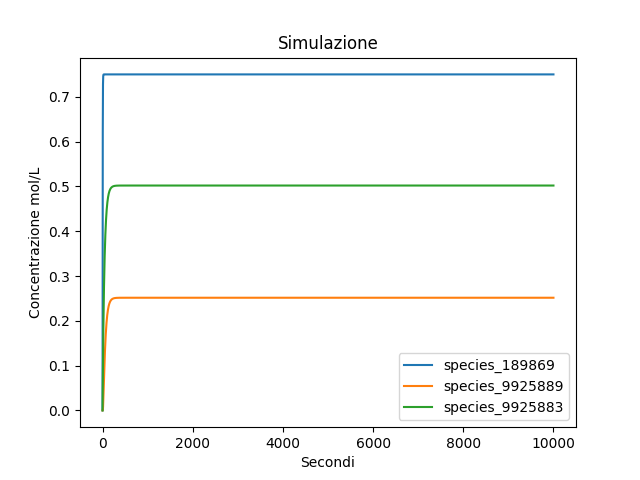 Simulazione
Concentrazione mol/L
0.7
0.6
0.5
0.4
0.3
0.2
0.1
0.0
0 2000 4000 6000 8000 10000
Secondi
species_189869
species_9925889
species_9925883